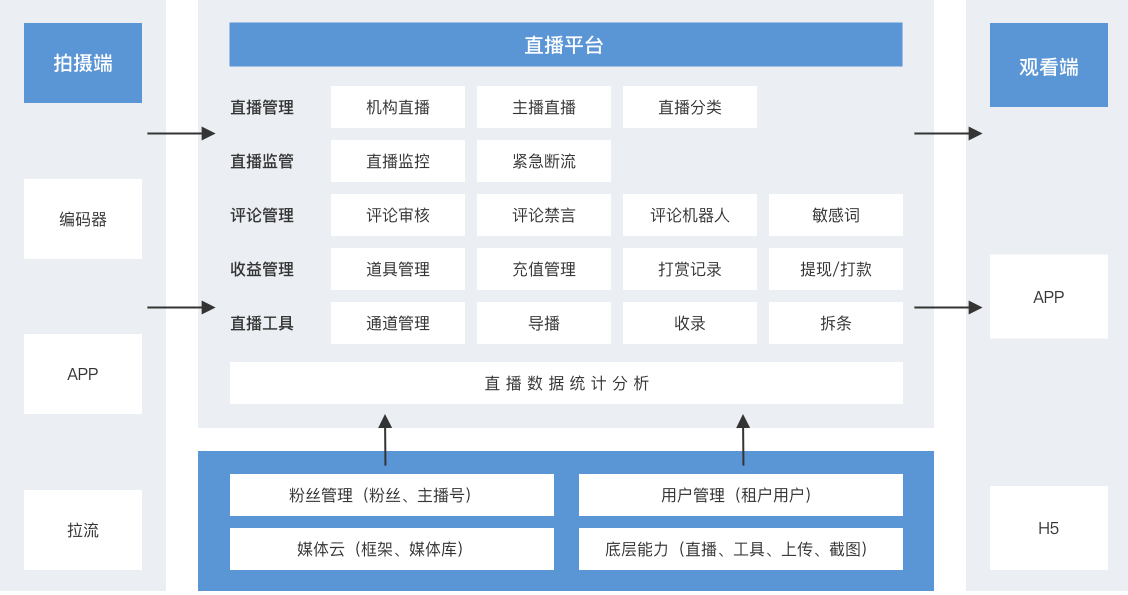 拍摄端
编码器
APP
拉流
直播平台
直播管理 机构直播 主播直播 直播分类
直播监管 直播监控 紧急断流
评论管理 评论审核 评论禁言 评论机器人 敏感词
收益管理 道具管理 充值管理 打赏记录 提现/打款
直播工具 通道管理 导播 收录 拆条
直播数据统计分析
粉丝管理（粉丝、主播号） 用户管理（租户用户）
媒体云（框架、媒体库） 底层能力（直播、工具、上传、截图）
观看端
APP
H5